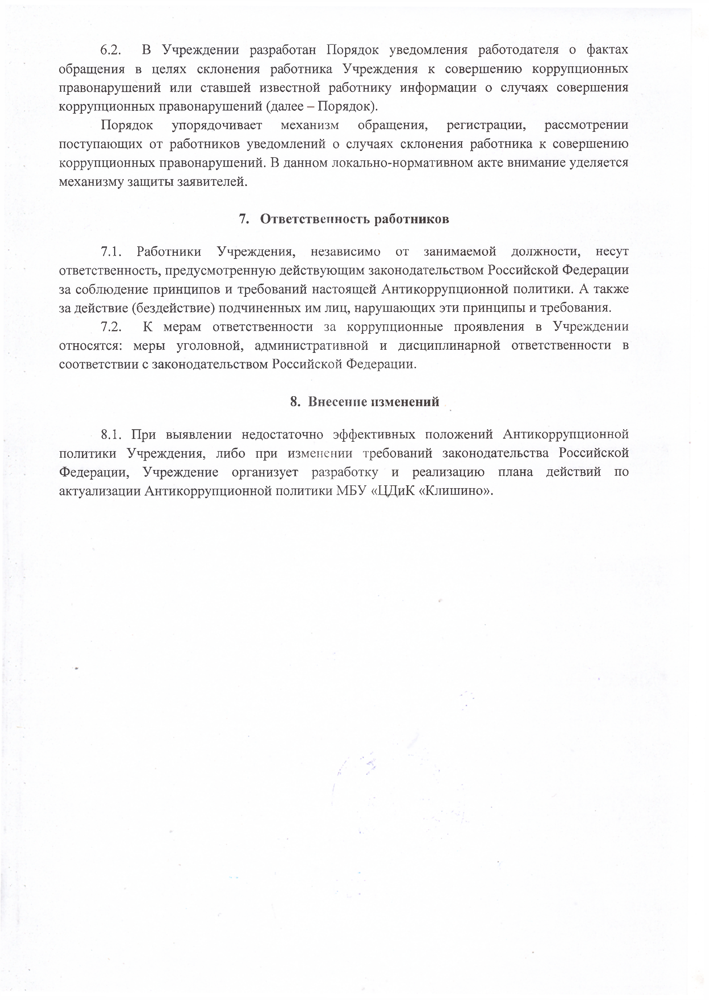 6.2. В Учреждении разработан Порядок уведомления работодателя о фактах
обращения в целях склонения работника Учреждения к совершению коррупционных
правонарушений или ставшей известной работнику информации о случаях совершения
коррупционных правонарушений (далее – Порядок).
Порядок упорядочивает механизм обращения, регистрации, рассмотрении
поступающих от работников уведомлений о случаях склонения работника к совершению
коррупционных правонарушений. В данном локально-нормативном акте внимание уделяется
механизму защиты заявителей.
7. Ответственность работников
7.1. Работники Учреждения, независимо от занимаемой должности, несут
ответственность, предусмотренную действующим законодательством Российской Федерации
за соблюдение принципов и требований настоящей Антикоррупционной политики. А также
за действие (бездействие) подчиненных им лиц, нарушающих эти принципы и требования.
7.2. К мерам ответственности за коррупционные проявления в Учреждении
относятся: меры уголовной, административной и дисциплинарной ответственности в
соответствии с законодательством Российской Федерации.
8. Внесение изменений
8.1. При выявлении недостаточно эффективных положений Антикоррупционной
политики Учреждения, либо при изменении требований законодательства Российской
Федерации, Учреждение организует разработку и реализацию плана действий по
актуализации Антикоррупционной политики МБУ «ЦДиК «Клишино».